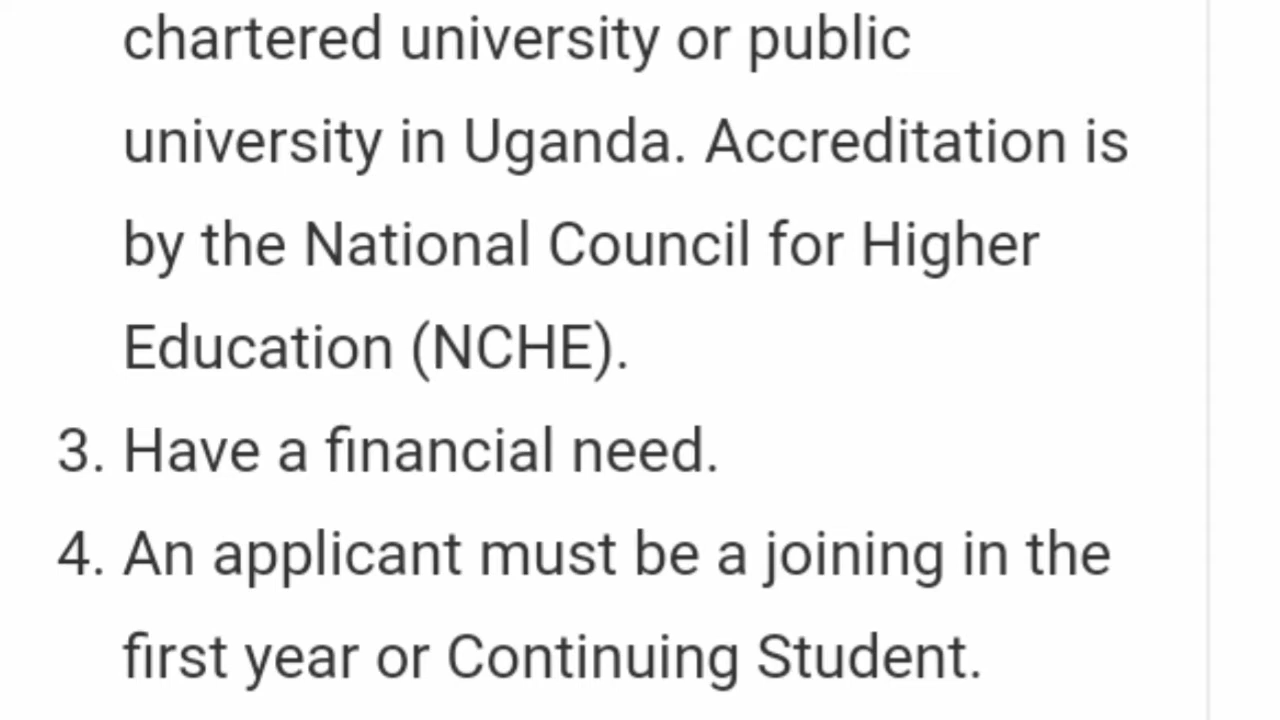 chartered university or public
university in Uganda. Accreditation is
by the National Council for Higher
Education (NCHE).
3. Have a financial need.
4. An applicant must be a joining in the
first year or Continuing Student.